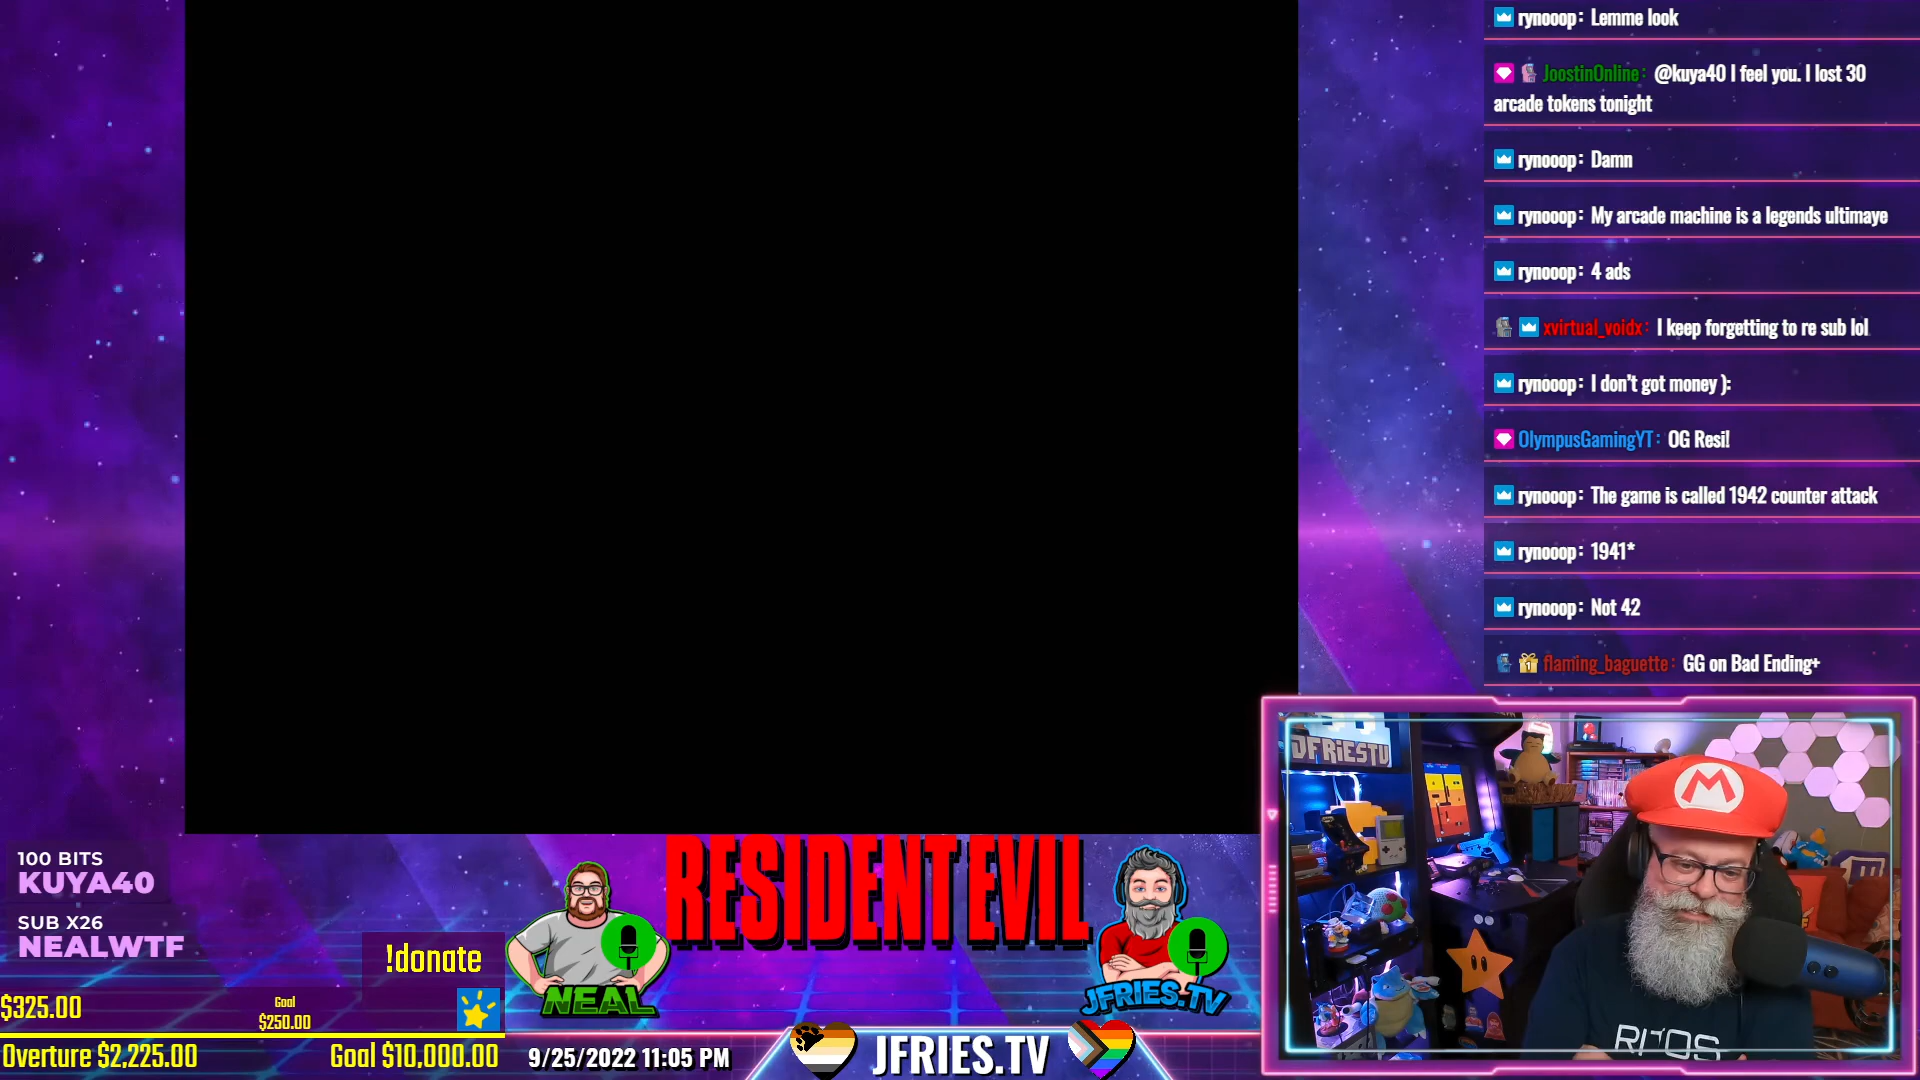 rynooop: Lemme look
JoostinOnline: @kuya40 I feel you. I lost 30
arcade tokens tonight
rynooop: Damn
rynooop: My arcade machine is a legends ultimaye
rynooop: 4 ads
xvirtual_voidx: I keep forgetting to re sub lol
rynooop: I don't got money ):
OlympusGamingYT: OG Resi!
rynooop: The game is called 1942 counter attack
rynooop: 1941*
rynooop: Not 42
flaming_baguette: GG on Bad Ending+
JFRIESTV
M
100 BITS
KUYA40
SUB X26
NEALWTF
!donate
$325.00
Goal
$250.00
Overture $2,225.00
Goal $10,000.00
9/25/2022 11:05 PM
NEAL
RESIDENT EVIL
JFRIES.TV
JFRIES.TV